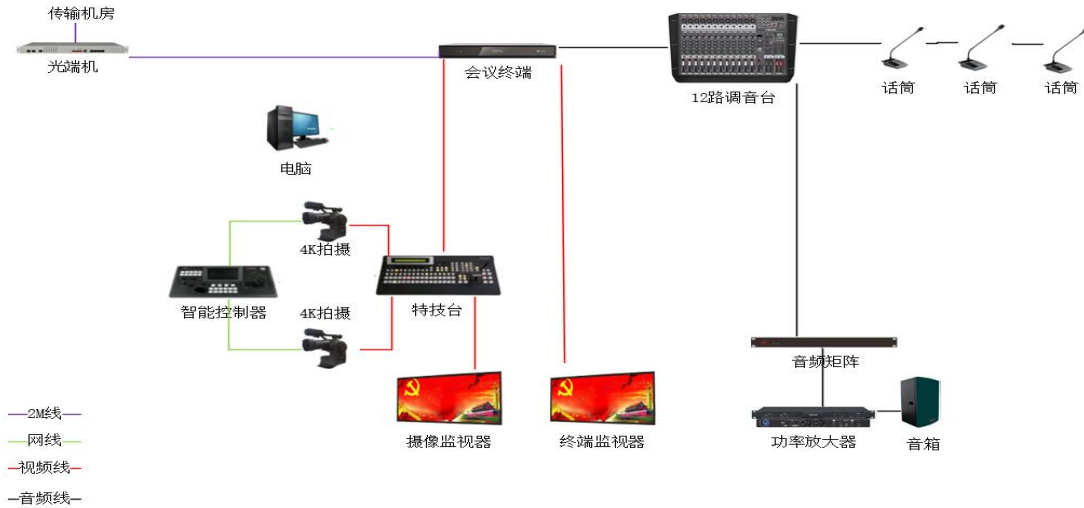 传输机房
光端机
会议终端
12路调音台
话筒
话筒
话筒
电脑
4K拍摄
智能控制器
4K拍摄
特技台
音频矩阵
摄像监视器
终端监视器
功率放大器
音箱
2M线
网线
视频线
音频线